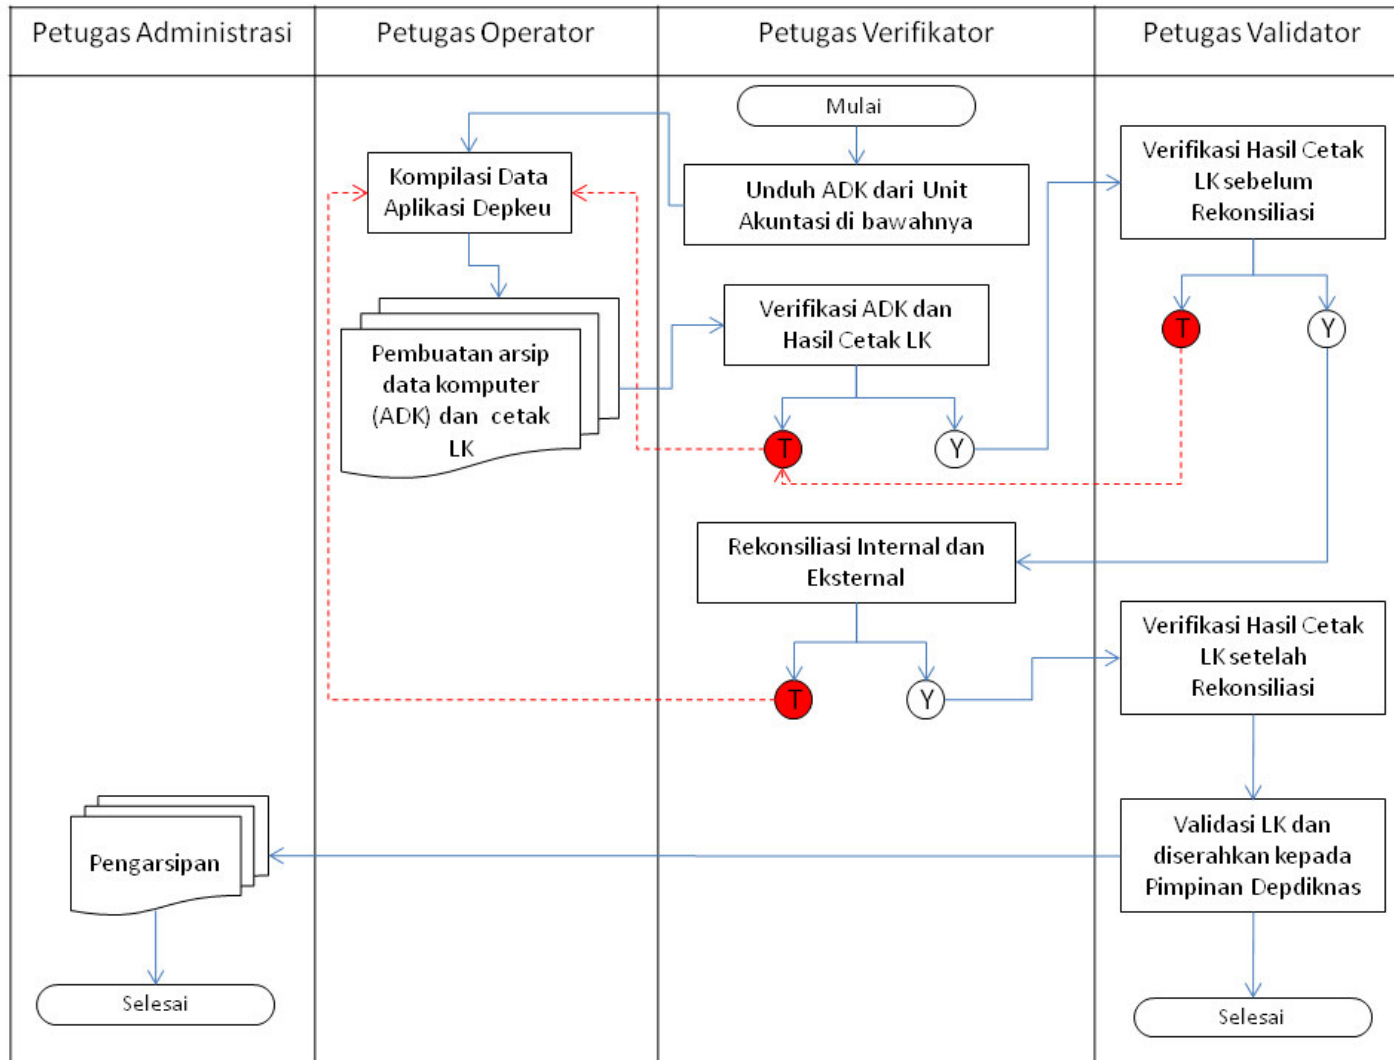 Petugas Administrasi
Petugas Operator
Petugas Verifikator
Petugas Validator
Mulai
Kompilasi Data
Aplikasi Depkeu
Unduh ADK dari Unit
Akuntasi di bawahnya
Verifikasi Hasil Cetak
LK sebelum
Rekonsiliasi
T
Y
Pembuatan arsip
data komputer
(ADK) dan cetak
LK
Verifikasi ADK dan
Hasil Cetak LK
T
Y
Rekonsiliasi Internal dan
Eksternal
T
Y
Verifikasi Hasil Cetak
LK setelah
Rekonsiliasi
Validasi LK dan
diserahkan kepada
Pimpinan Depdiknas
Pengarsipan
Selesai
Selesai